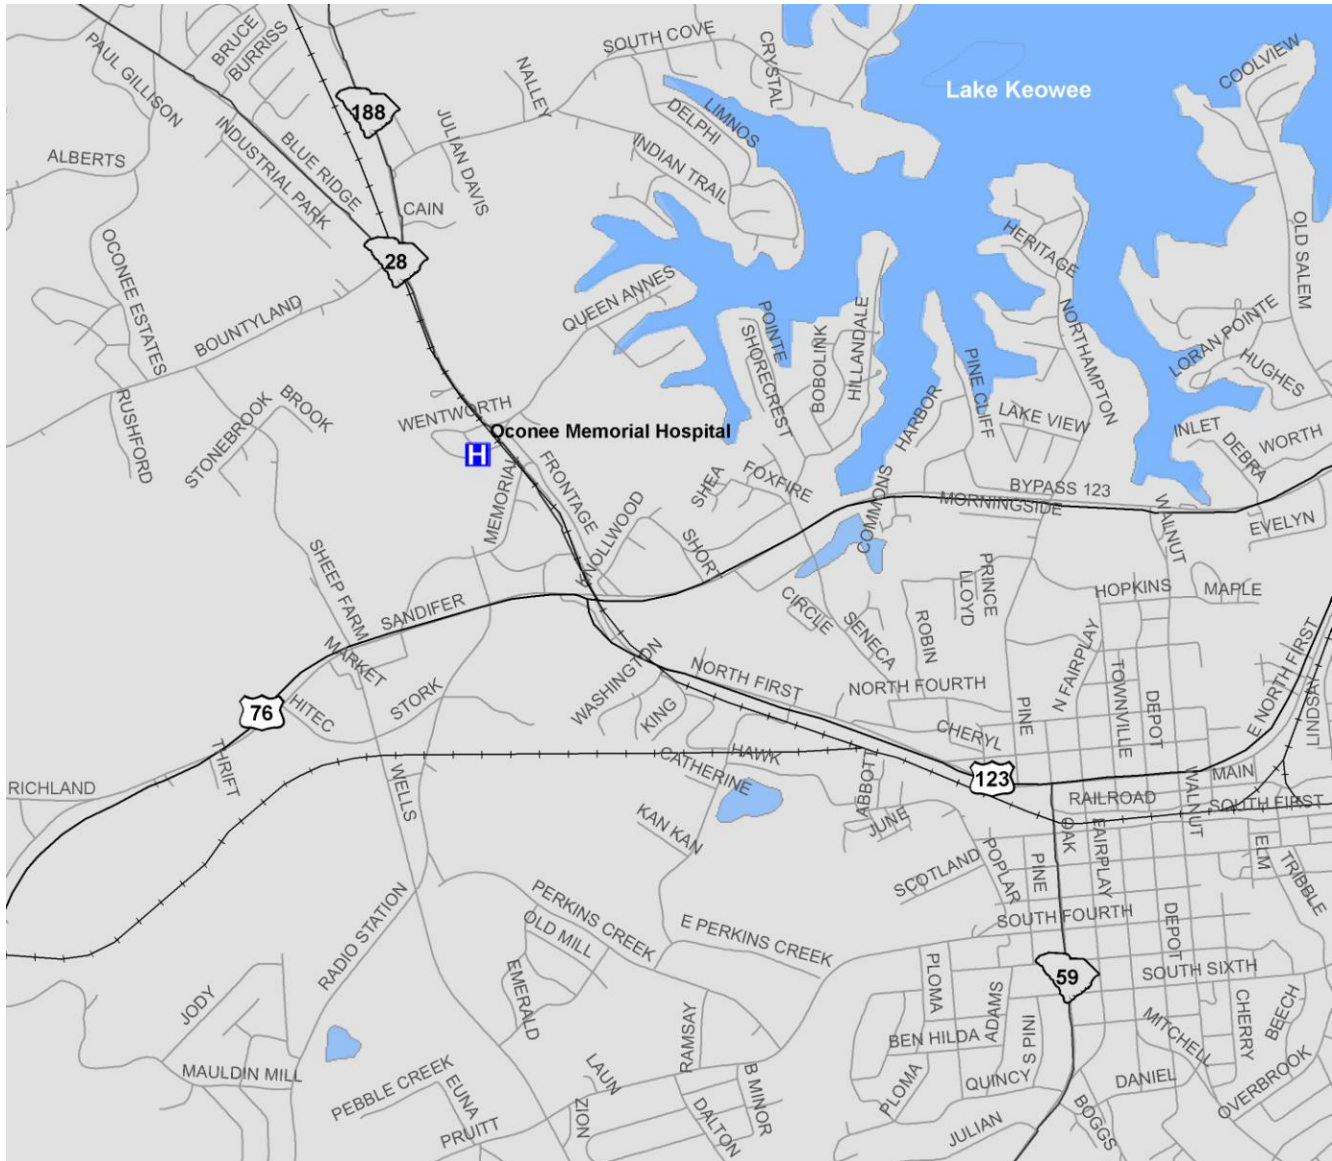 SOUTH COVE
CRYSTAL
COOLVIEW
BRUCE
BURRISS
PAUL GILLISON
NALLEY
Lake Keowee
188
LIMNOS
DELPHI
JULIAN DAVIS
INDUSTRIAL PARK
BLUE RIDGE
INDIAN TRAIL
ALBERTS
CAIN
OLD SALEM
HERITAGE
28
OCONEE ESTATES
QUEEN ANNES
BOUNTYLAND
POINTE
SHORECREST
BOBOLINK
HILLANDALE
NORTHAMPTON
LORAN POINTE
HUGHES
PINE CLIFF
HARBOR
RUSHFORD
STONEBROOK
BROOK
WENTWORTH
Oconee Memorial Hospital
H
LAKE VIEW
INLET
DEBRA
WORTH
FRONTAGE
MEMORIAL
SHEA
FOXFIRE
BYPASS 123
MORNINGSIDE
COMMONS
WALNUT
EVELYN
KNOLLWOOD
SHORT
SHEEP FARM
SANDIFER
PRINCE
LLOYD
HOPKINS
MAPLE
CIRCLE
SENECA
ROBIN
MARKET
WASHINGTON
NORTH FIRST
NORTH FOURTH
N FAIRPLAY
TOWNVILLE
DEPOT
E NORTH FIRST
LINDSAY
76
HITEC
STORK
KING
PINE
CHERYL
THRIFT
HAWK
CATHERINE
RICHLAND
WELLS
ABBOTT
123
RAILROAD
WALNUT
MAIN
SOUTH FIRST
KAN KAN
JUNE
OAK
FAIRPLAY
ELM
TRIBBLE
SCOTLAND
POPLAR
PINE
RADIO STATION
PERKINS CREEK
OLD MILL
E PERKINS CREEK
SOUTH FOURTH
DEPOT
EMERALD
PLOMA
ADAMS
59
SOUTH SIXTH
JODY
RAMSAY
BEN HILDA
S PINE
MITCHELL
CHERRY
BEECH
MAULDIN MILL
PEBBLE CREEK
EUNA
LAUN
B MINOR
PLOMA
QUINCY
DANIEL
OVERBROOK
PRUITT
ZION
DALTON
JULIAN
BOGGS